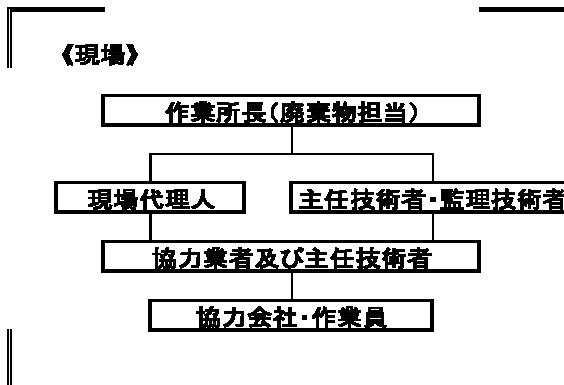 《現場》
作業所長(廃棄物担当)
現場代理人
主任技術者・監理技術者
協力業者及び主任技術者
協力会社・作業員